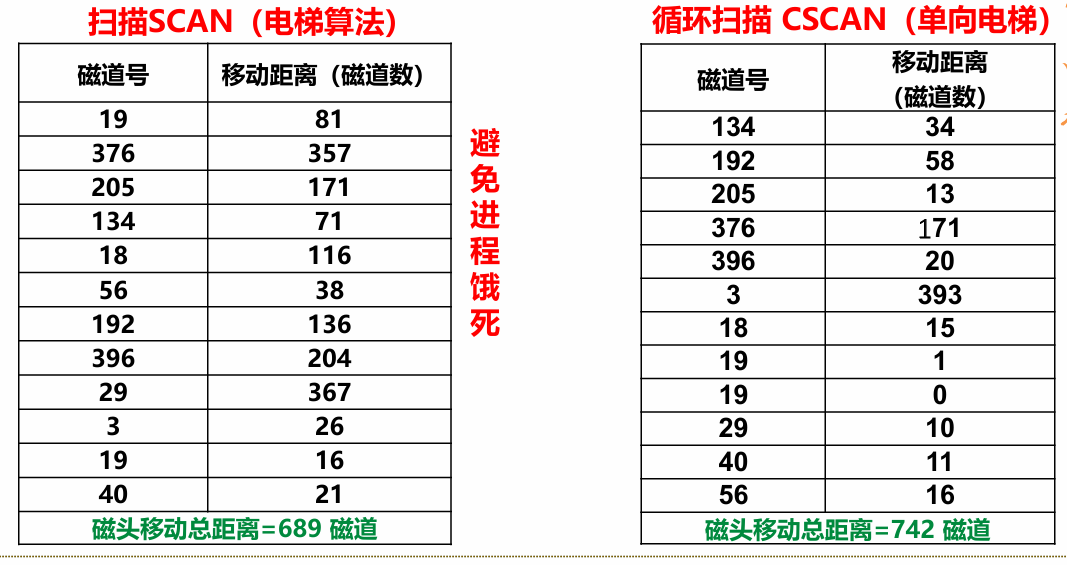 扫描SCAN（电梯算法）
磁道号 移动距离（磁道数）
19 81
376 357
205 171
134 71
18 116
56 38
192 136
396 204
29 367
3 26
19 16
40 21
磁头移动总距离=689 磁道
避
免
进
程
饿
死
循环扫描 CSCAN（单向电梯）
磁道号 移动距离
（磁道数）
134 34
192 58
205 13
376 171
396 20
3 393
18 15
19 1
19 0
29 10
40 11
56 16
磁头移动总距离=742 磁道